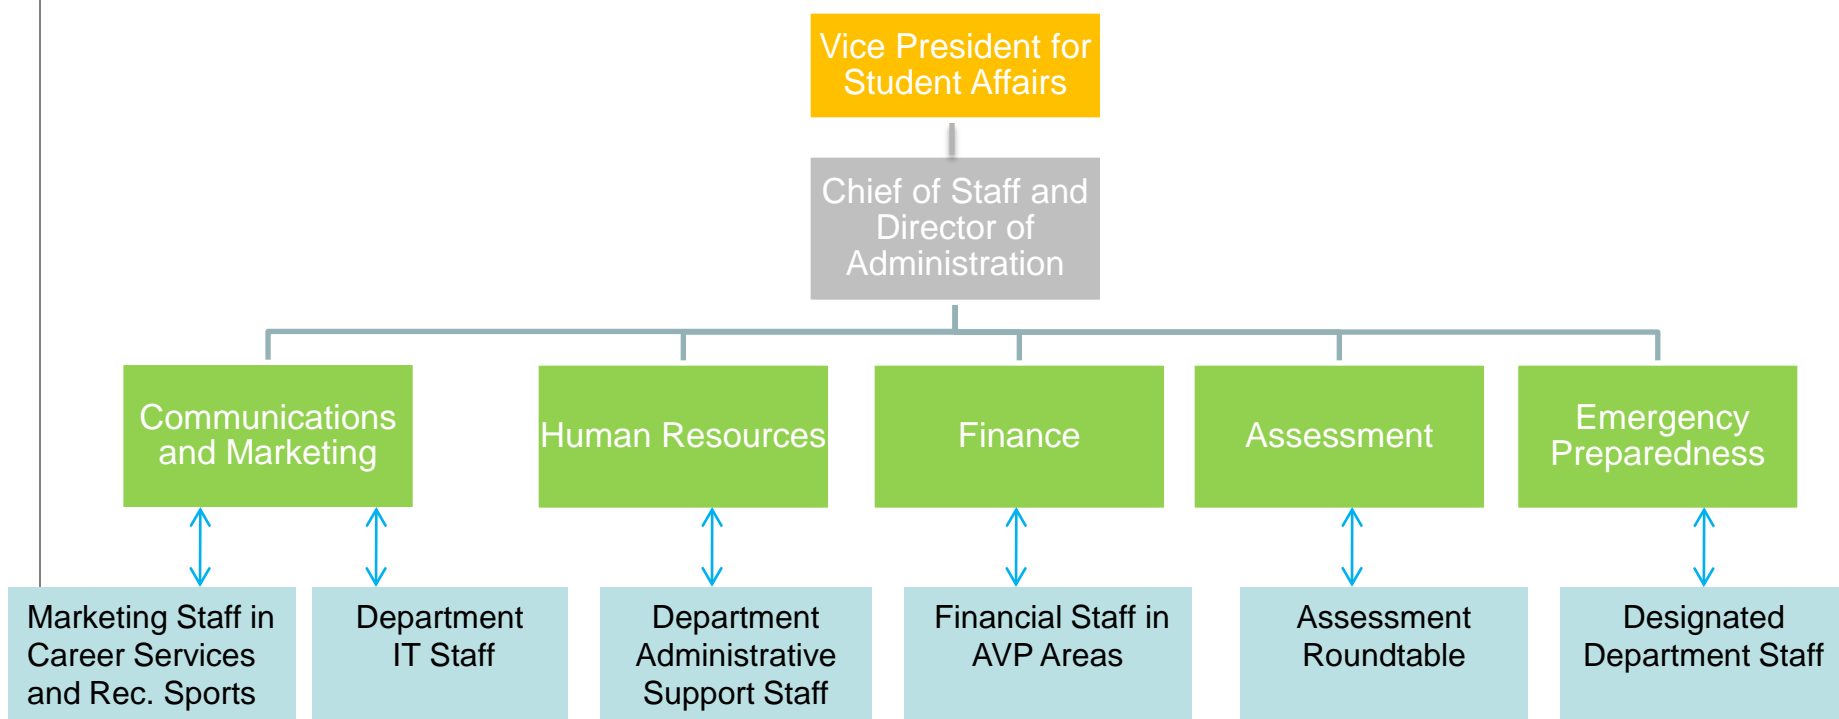 Vice President for
Student Affairs
Chief of Staff and
Director of
Administration
Communications
and Marketing
Human Resources
Finance
Assessment
Emergency
Preparedness
Marketing Staff in
Career Services
and Rec. Sports
Department
IT Staff
Department
Administrative
Support Staff
Financial Staff in
AVP Areas
Assessment
Roundtable
Designated
Department Staff